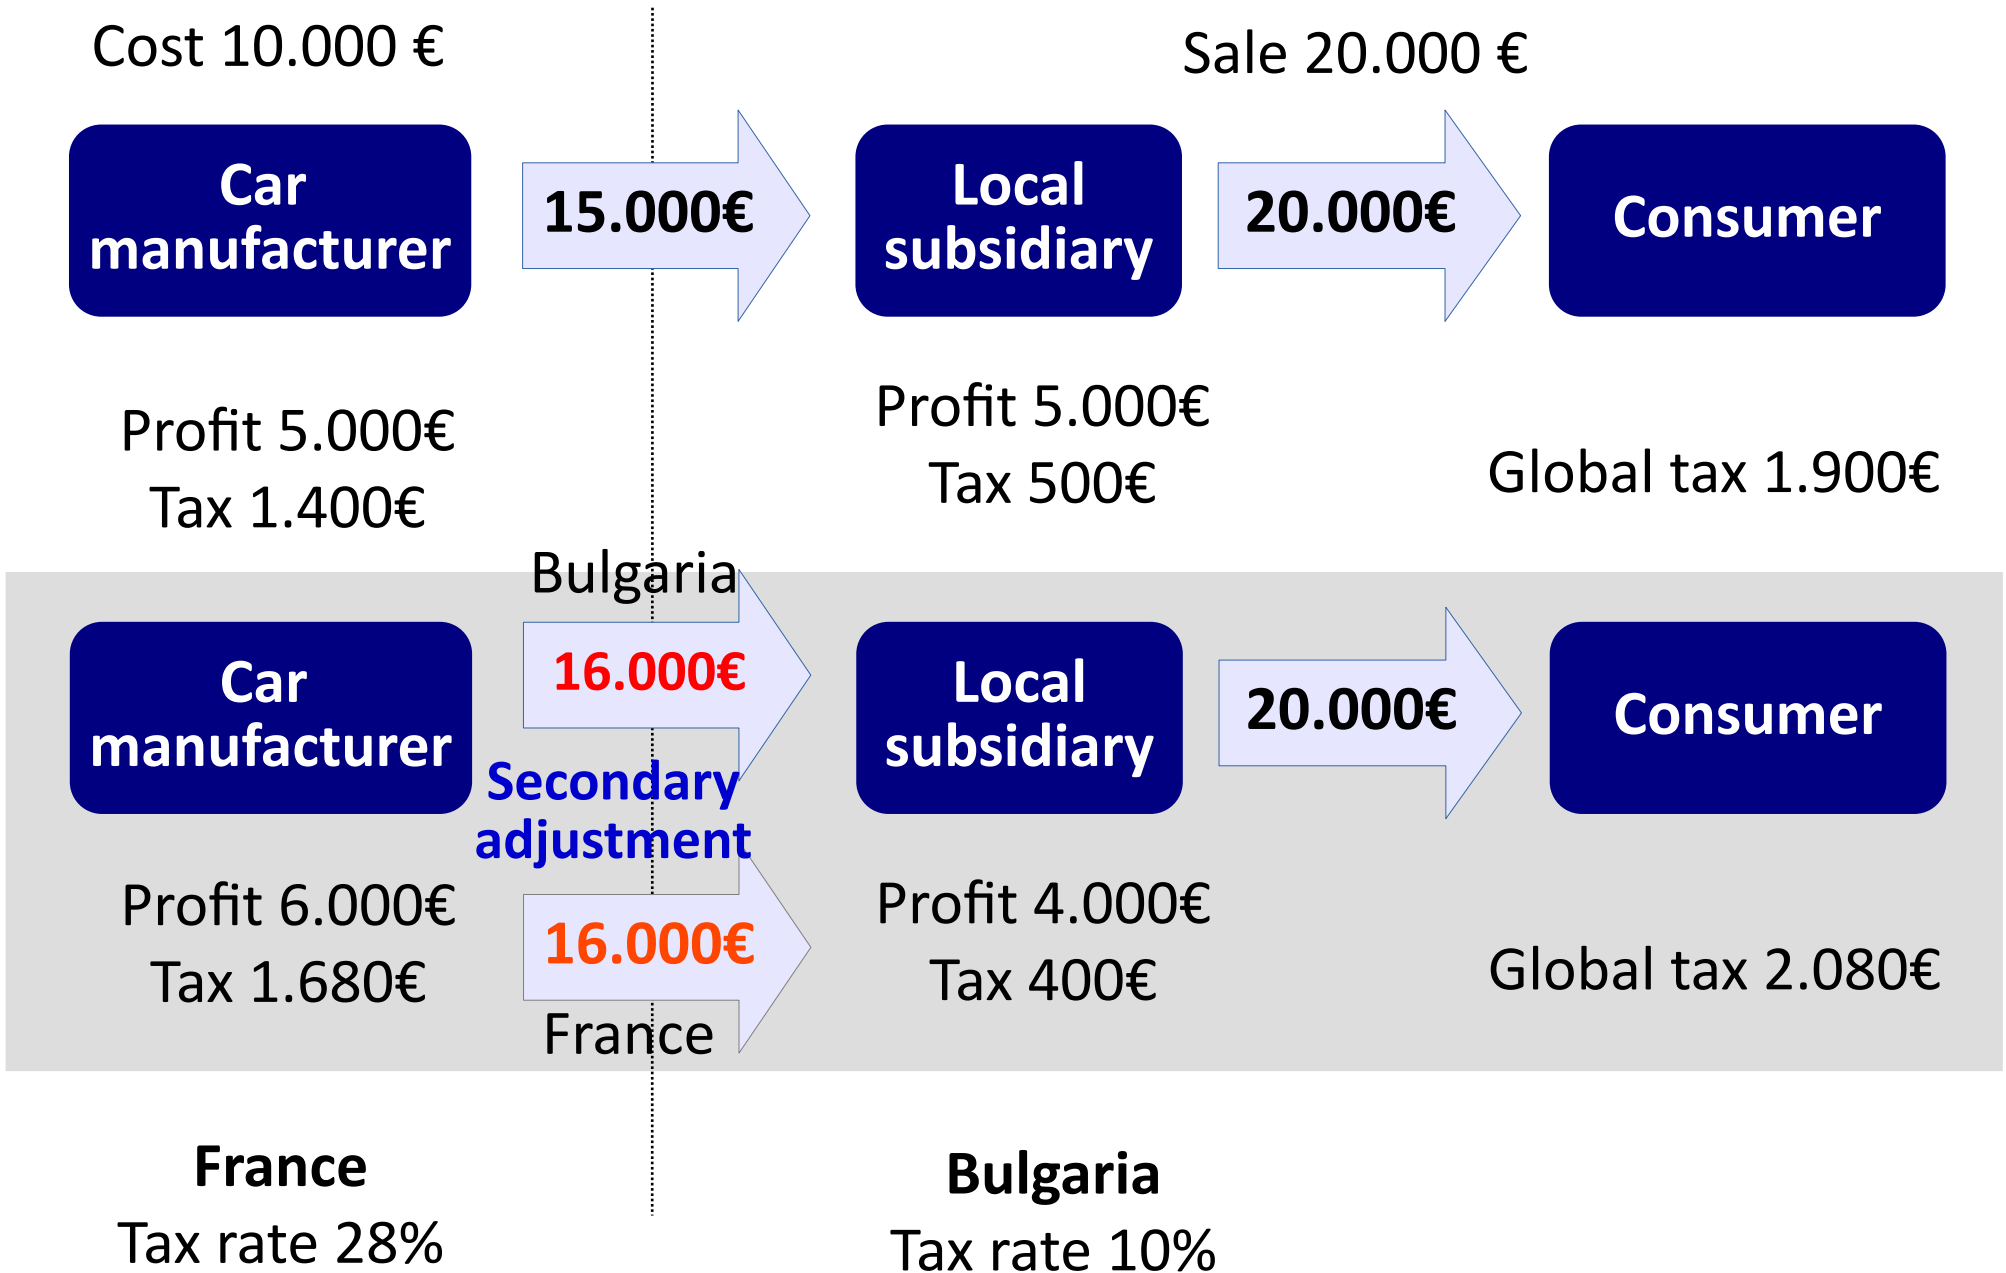 Cost 10.000 €
Sale 20.000 €
Car
manufacturer
15.000€
Local
subsidiary
20.000€
Consumer
Profit 5.000€
Tax 1.400€
Profit 5.000€
Tax 500€
Global tax 1.900€
Bulgaria
Car
manufacturer
16.000€
Local
subsidiary
20.000€
Consumer
Secondary
adjustment
Profit 6.000€
Tax 1.680€
16.000€
France
Profit 4.000€
Tax 400€
Global tax 2.080€
France
Tax rate 28%
Bulgaria
Tax rate 10%